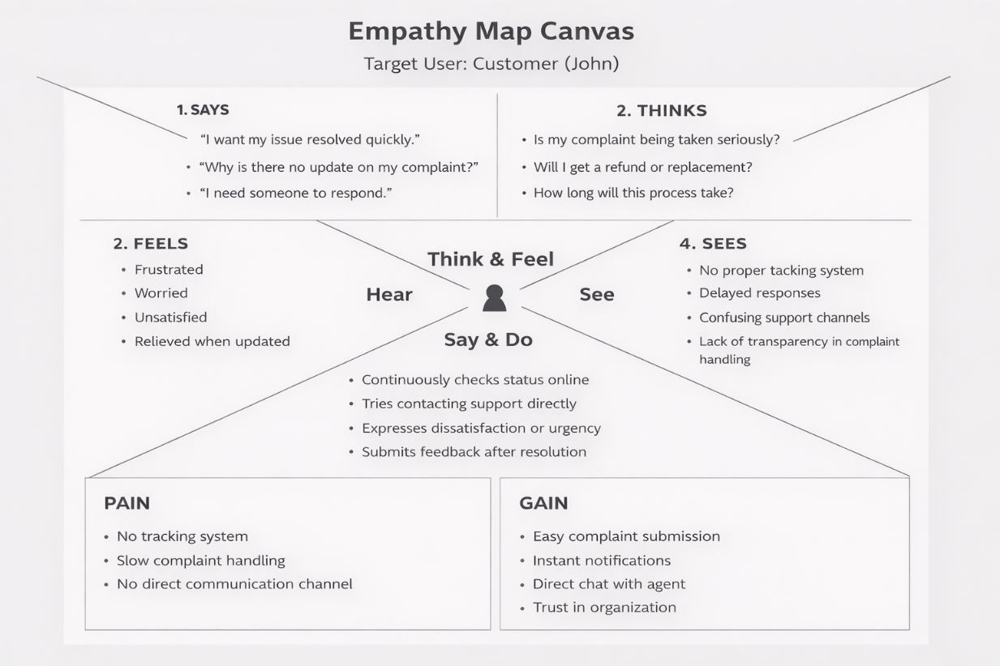 Empathy Map Canvas
Target User: Customer (John)
1. SAYS
“I want my issue resolved quickly.”
• “Why is there no update on my complaint?”
• “I need someone to respond.”
2. THINKS
• Is my complaint being taken seriously?
• Will I get a refund or replacement?
• How long will this process take?
2. FEELS
• Frustrated
• Worried
• Unsatisfied
• Relieved when updated
Think & Feel
Hear
See
Say & Do
• Continuously checks status online
• Tries contacting support directly
• Expresses dissatisfaction or urgency
• Submits feedback after resolution
4. SEES
• No proper tacking system
• Delayed responses
• Confusing support channels
• Lack of transparency in complaint
handling
PAIN
• No tracking system
• Slow complaint handling
• No direct communication channel
GAIN
• Easy complaint submission
• Instant notifications
• Direct chat with agent
• Trust in organization